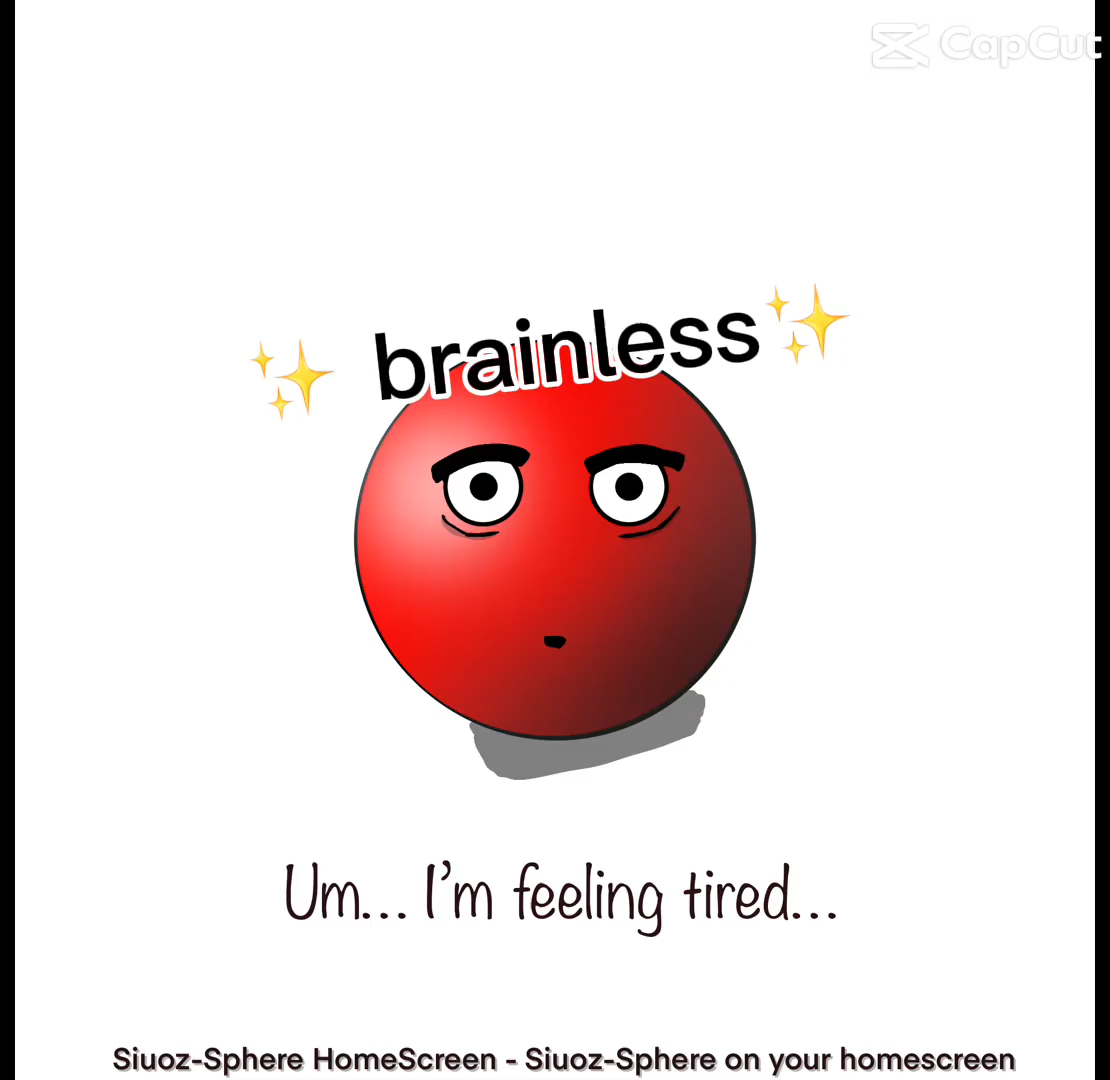 CapCut
✨ brainless ✨
Um... I'm feeling tired...
Siuoz-Sphere HomeScreen - Siuoz-Sphere on your homescreen